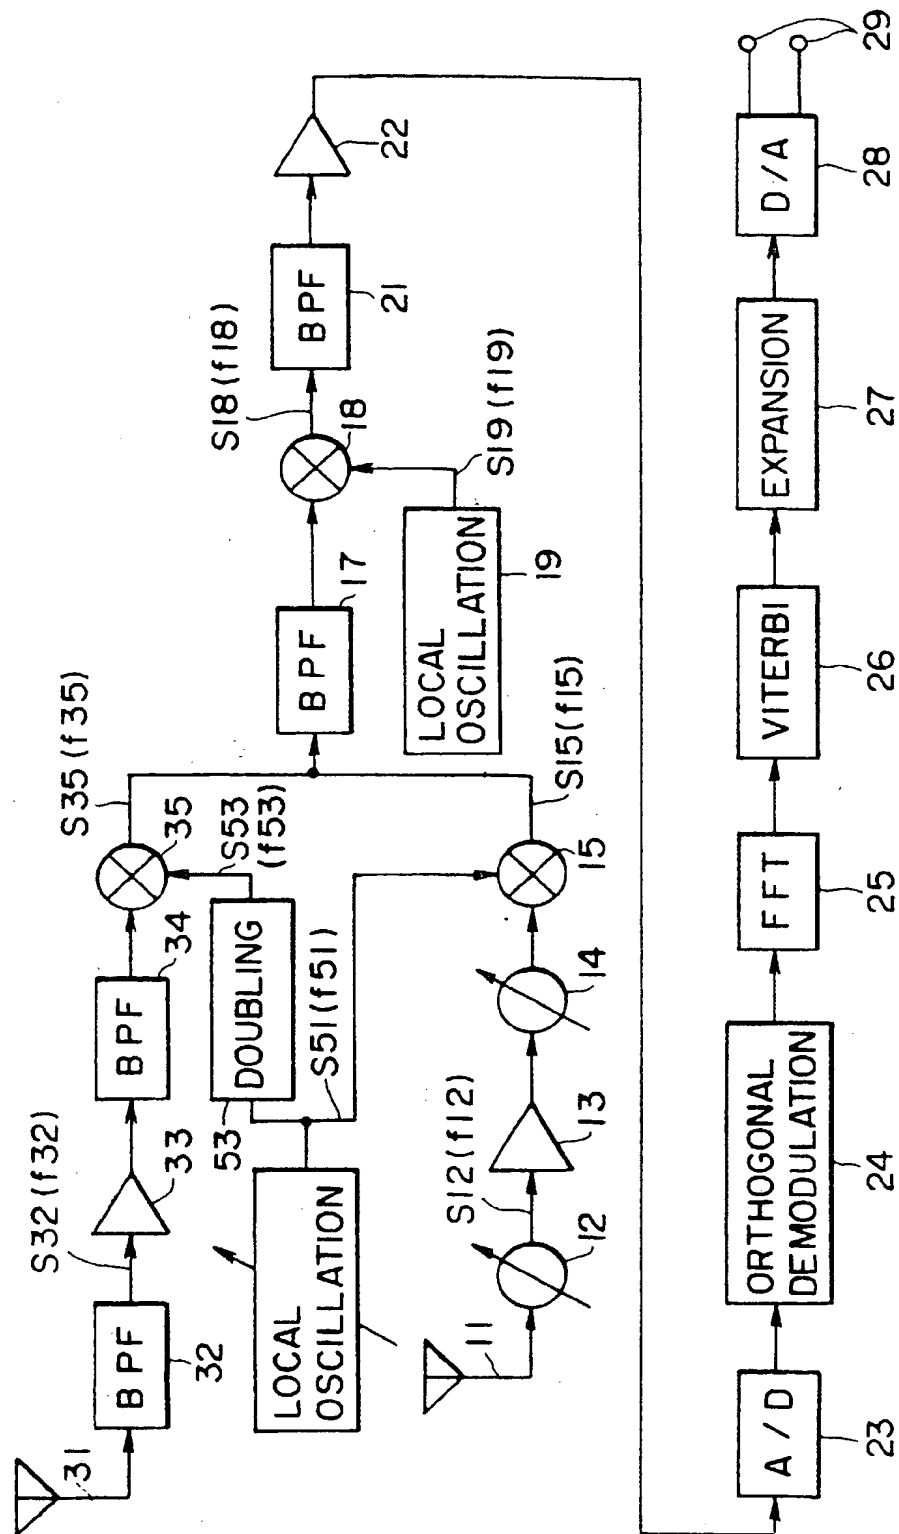 31
BPF
32
S32 (f32)
33
BPF
34
35
S35 (f35)
S53
(f53)
DOUBLING
53
S51 (f51)
LOCAL
OSCILLATION
11
12
S12 (f12)
13
14
15
S15 (f15)
BPF
17
18
S18 (f18)
LOCAL
OSCILLATION
19
S19 (f19)
BPF
21
22
A/D
23
ORTHOGONAL
DEMODULATION
24
FFT
25
VITERBI
26
EXPANSION
27
D/A
28
29